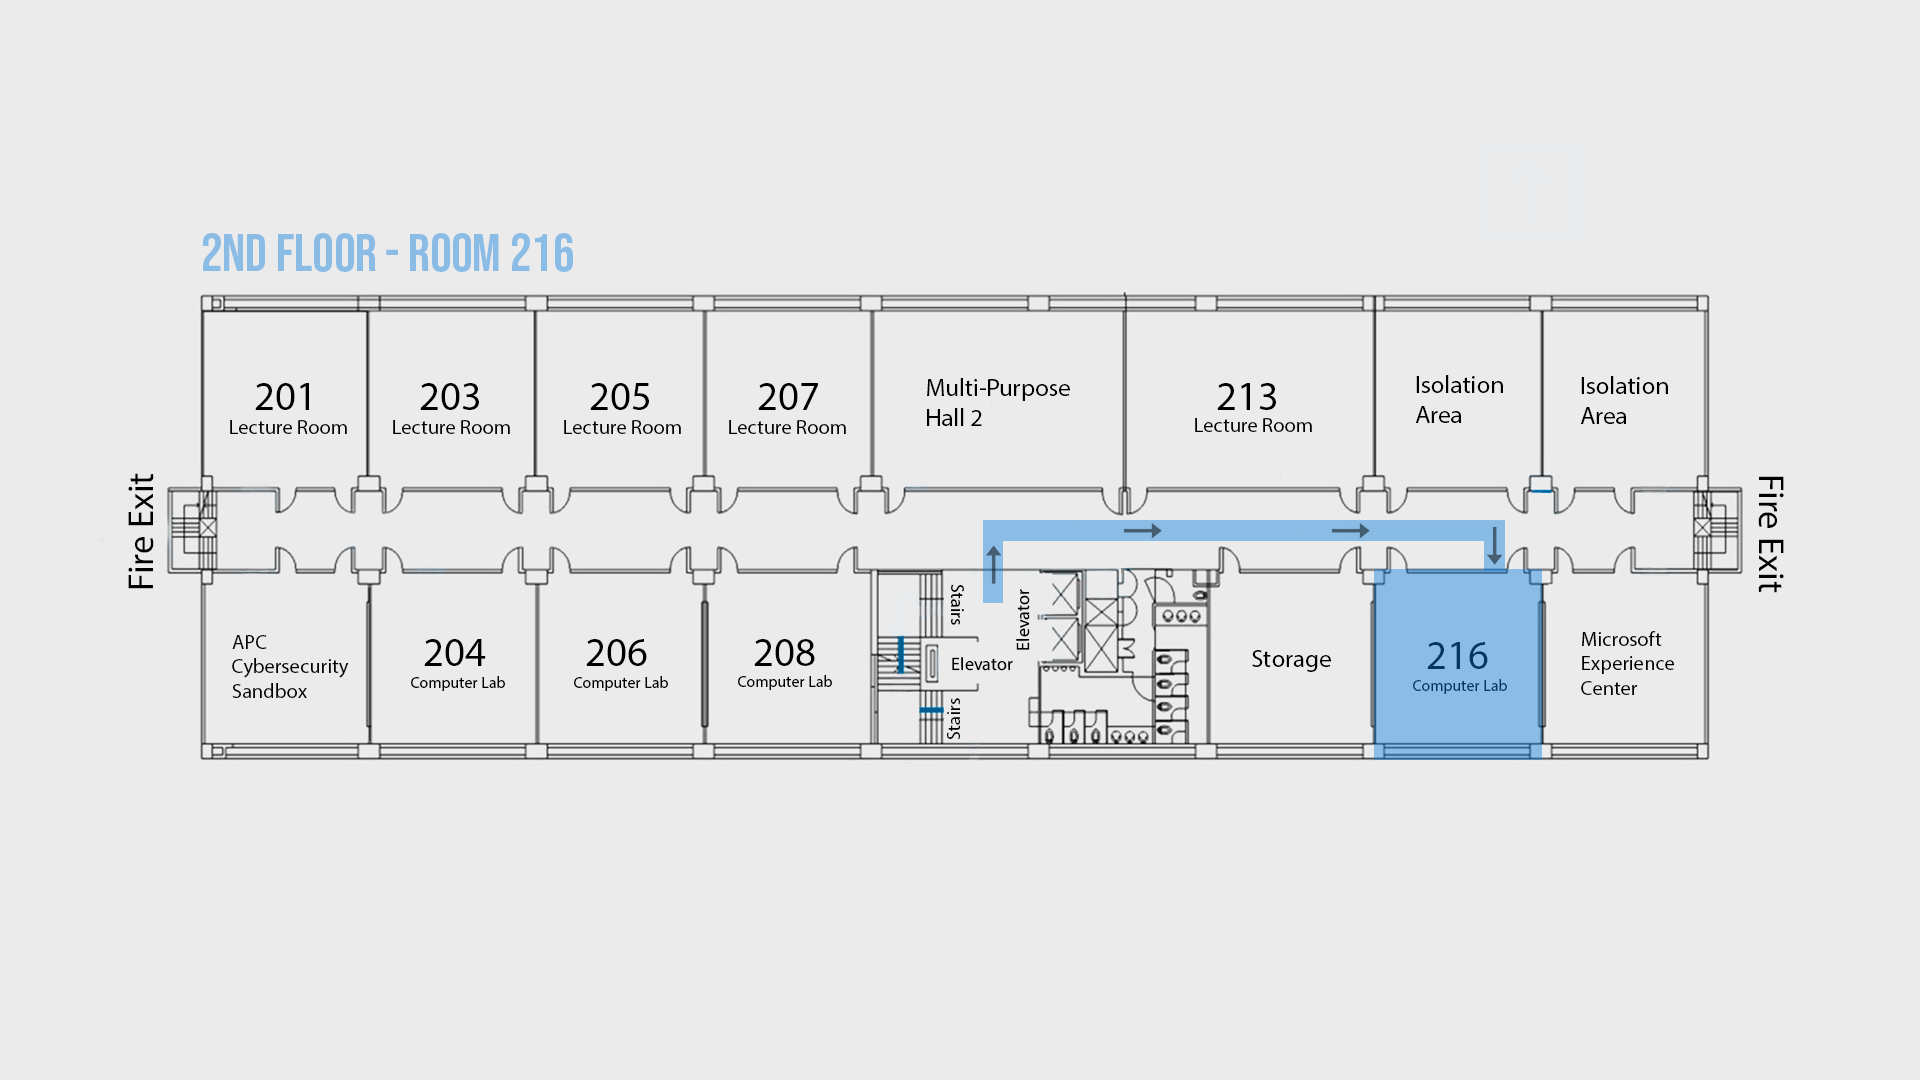 2ND FLOOR - ROOM 216
201
Lecture Room
203
Lecture Room
205
Lecture Room
207
Lecture Room
Multi-Purpose
Hall 2
213
Lecture Room
Isolation
Area
Isolation
Area
Fire Exit
Fire Exit
APC
Cybersecurity
Sandbox
204
Computer Lab
206
Computer Lab
208
Computer Lab
Stairs
Elevator
Elevator
Stairs
Storage
216
Computer Lab
Microsoft
Experience
Center